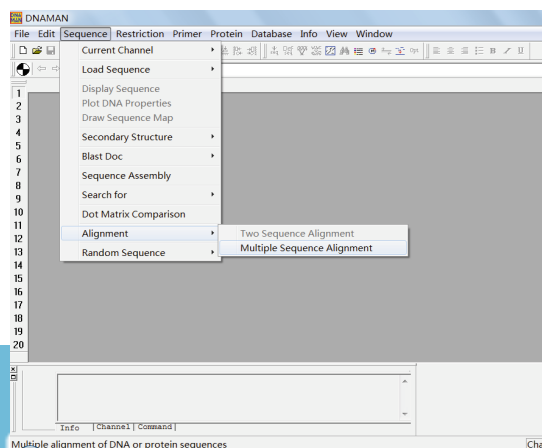 DNAMAN
File Edit Sequence Restriction Primer Protein Database Info View Window
Current Channel
Load Sequence
Display Sequence
Plot DNA Properties
Draw Sequence Map
Secondary Structure
Blast Doc
Sequence Assembly
Search for
Dot Matrix Comparison
Alignment
Two Sequence Alignment
Multiple Sequence Alignment
Random Sequence
1
2
3
4
5
6
7
8
9
10
11
12
13
14
15
16
17
18
19
20
Info |Channel|Command|
Multiple alignment of DNA or protein sequences
Cha